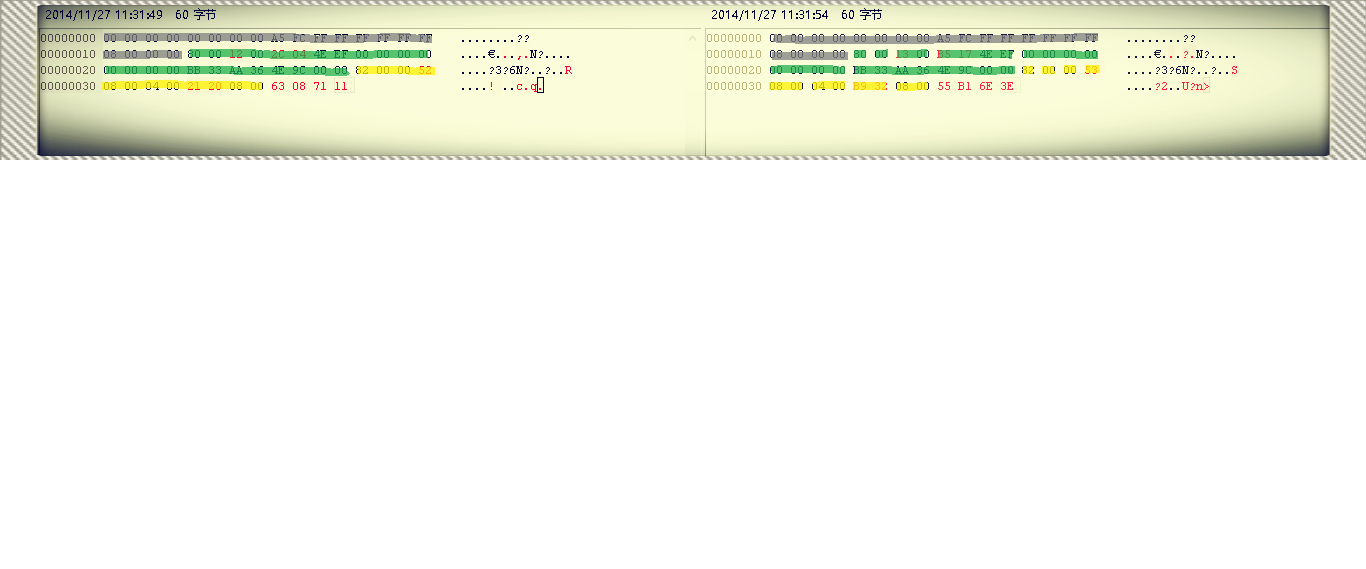 2014/11/27 11:31:49 60 字节
00000000 00 00 00 00 00 00 00 00 A5 FC FF FF FF FF FF FF ........??
00000010 08 00 00 00 80 00 12 00 2C 04 4E EF 00 00 00 00 ....€...,.N?....
00000020 00 00 00 00 BB 33 AA 36 4E 9C 00 00 82 00 00 52 ....?3?6N?..?..R
00000030 08 00 04 00 21 20 08 00 63 08 71 11 ....! ..c.q.
2014/11/27 11:31:54 60 字节
00000000 00 00 00 00 00 00 00 00 A5 FC FF FF FF FF FF FF ........??
00000010 08 00 00 00 80 00 13 00 17 4E EF 00 00 00 00 ....€...?.N?....
00000020 00 00 00 00 BB 33 AA 36 4E 9C 00 00 82 00 00 53 ....?3?6N?..?..S
00000030 08 00 04 00 B9 32 08 00 55 B1 6E 3E ....?2..U?n>